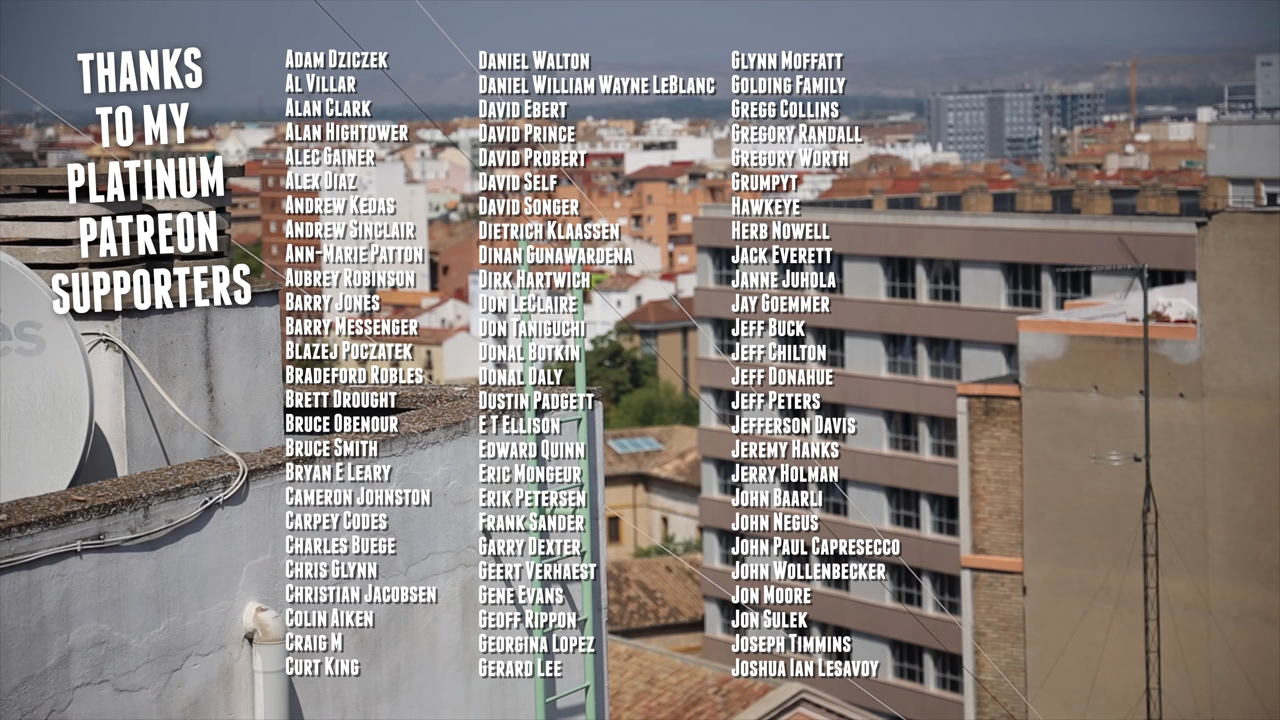 THANKS
TO MY
PLATINUM
PATREON
SUPPORTERS
ADAM DZICZEK
AL VILLAR
ALAN CLARK
ALAN HIGHTOWER
ALEC GAINER
ALEX DIAZ
ANDREW KEDAS
ANDREW SINCLAIR
ANN-MARIE PATTON
AUBREY ROBINSON
BARRY JONES
BARRY MESSENGER
BLAZEJ POCZATEK
BRADEFORD ROBLES
BRETT DROUGHT
BRUCE OBENOUR
BRUCE SMITH
BRYAN E LEARY
CAMERON JOHNSTON
CARPEY CODES
CHARLES BUEGE
CHRIS GLYNN
CHRISTIAN JACOBSEN
COLIN AIKEN
CRAIG M
CURT KING
DANIEL WALTON
DANIEL WILLIAM WAYNE LEBLANC
DAVID EBERT
DAVID PRINCE
DAVID PROBERT
DAVID SELF
DAVID SONGER
DIETRICH KLAASSEN
DINAN GUNAWARDENA
DIRK HARTWICH
DON LECLAIRE
DON TANIGUCHI
DONAL BOTKIN
DONAL DALY
DUSTIN PADGETT
E T ELLISON
EDWARD QUINN
ERIC MONGEUR
ERIK PETERSEN
FRANK SANDER
GARRY DEXTER
GEERT VERHAEST
GENE EVANS
GEOFF RIPPON
GEORGINA LOPEZ
GERARD LEE
GLYNN MOFFATT
GOLDING FAMILY
GREGG COLLINS
GREGORY RANDALL
GREGORY WORTH
GRUMPYT
HAWKEYE
HERB NOWELL
JACK EVERETT
JANNE JUHOLA
JAY GOEMMER
JEFF BUCK
JEFF CHILTON
JEFF DONAHUE
JEFF PETERS
JEFFERSON DAVIS
JEREMY HANKS
JERRY HOLMAN
JOHN BAARLI
JOHN NEGUS
JOHN PAUL CAPRESECCO
JOHN WOLLENBECKER
JON MOORE
JON SULEK
JOSEPH TIMMINS
JOSHUA IAN LESAVOY